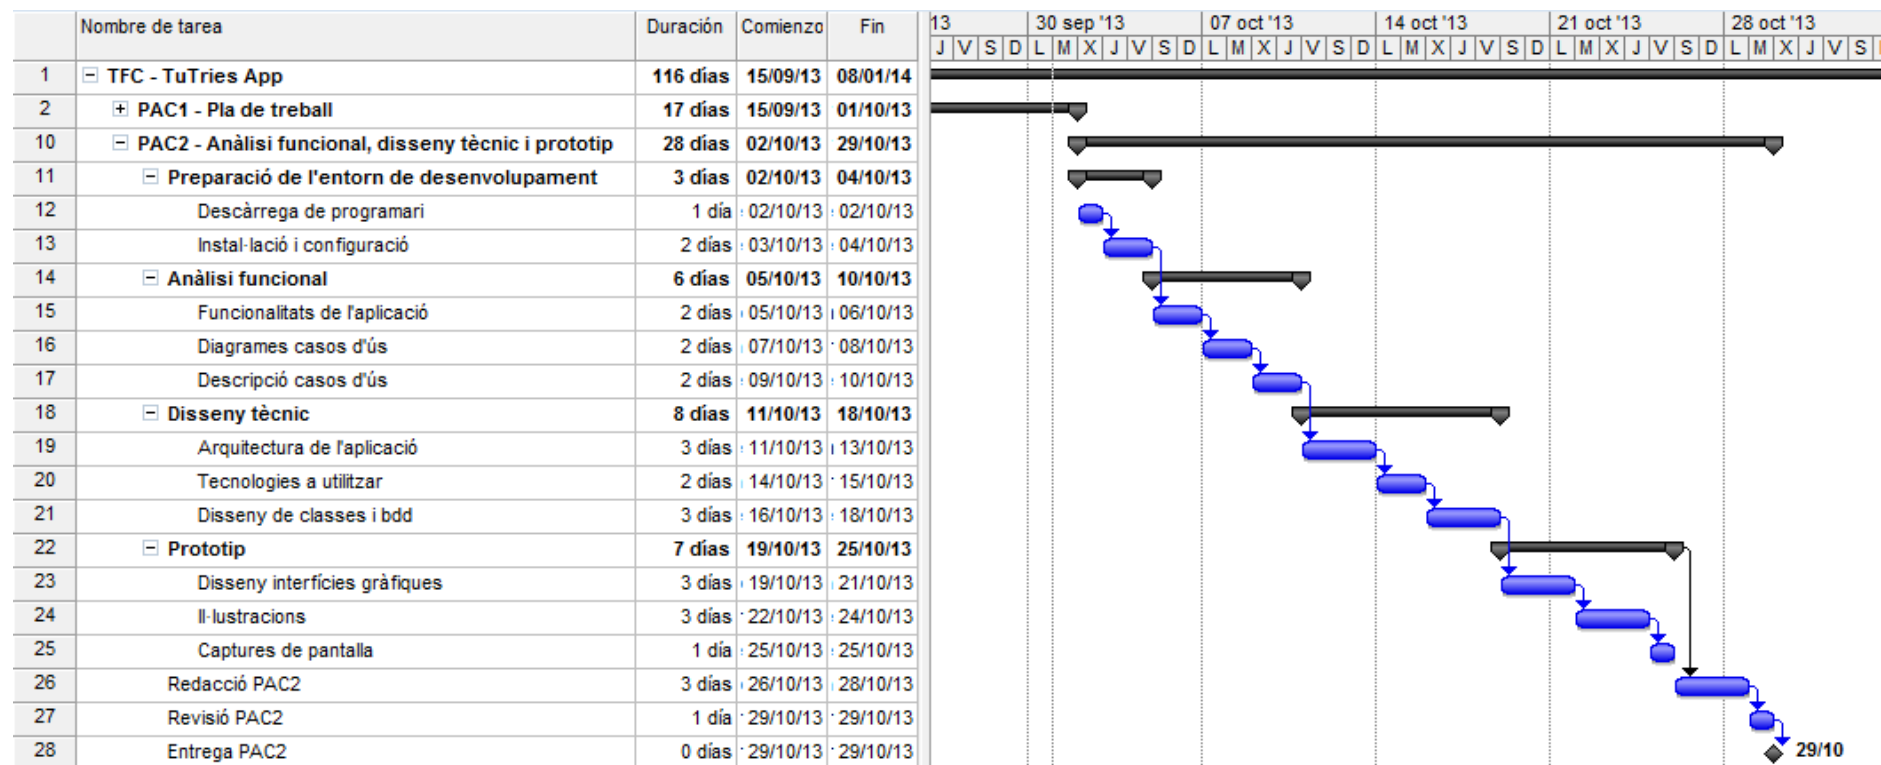 Nombre de tarea Duración Comienzo Fin 13 30 sep '13 07 oct '13 14 oct '13 21 oct '13 28 oct '13
J V S D L M X J V S D L M X J V S D L M X J V S D L M X J V S D L M X J V S
1 TFC - TuTries App 116 días 15/09/13 08/01/14
2 PAC1 - Pla de treball 17 días 15/09/13 01/10/13
10 PAC2 - Anàlisi funcional, disseny tècnic i prototip 28 días 02/10/13 29/10/13
11 Preparació de l'entorn de desenvolupament 3 días 02/10/13 04/10/13
12 Descàrrega de programari 1 día 02/10/13 02/10/13
13 Instal·lació i configuració 2 días 03/10/13 04/10/13
14 Anàlisi funcional 6 días 05/10/13 10/10/13
15 Funcionalitats de l'aplicació 2 días 05/10/13 06/10/13
16 Diagrames casos d'ús 2 días 07/10/13 08/10/13
17 Descripció casos d'ús 2 días 09/10/13 10/10/13
18 Disseny tècnic 8 días 11/10/13 18/10/13
19 Arquitectura de l'aplicació 3 días 11/10/13 13/10/13
20 Tecnologies a utilitzar 2 días 14/10/13 15/10/13
21 Disseny de classes i bdd 3 días 16/10/13 18/10/13
22 Prototip 7 días 19/10/13 25/10/13
23 Disseny interfícies gràfiques 3 días 19/10/13 21/10/13
24 Il·lustracions 3 días 22/10/13 24/10/13
25 Captures de pantalla 1 día 25/10/13 25/10/13
26 Redacció PAC2 3 días 26/10/13 28/10/13
27 Revisió PAC2 1 día 29/10/13 29/10/13
28 Entrega PAC2 0 días 29/10/13 29/10/13 29/10